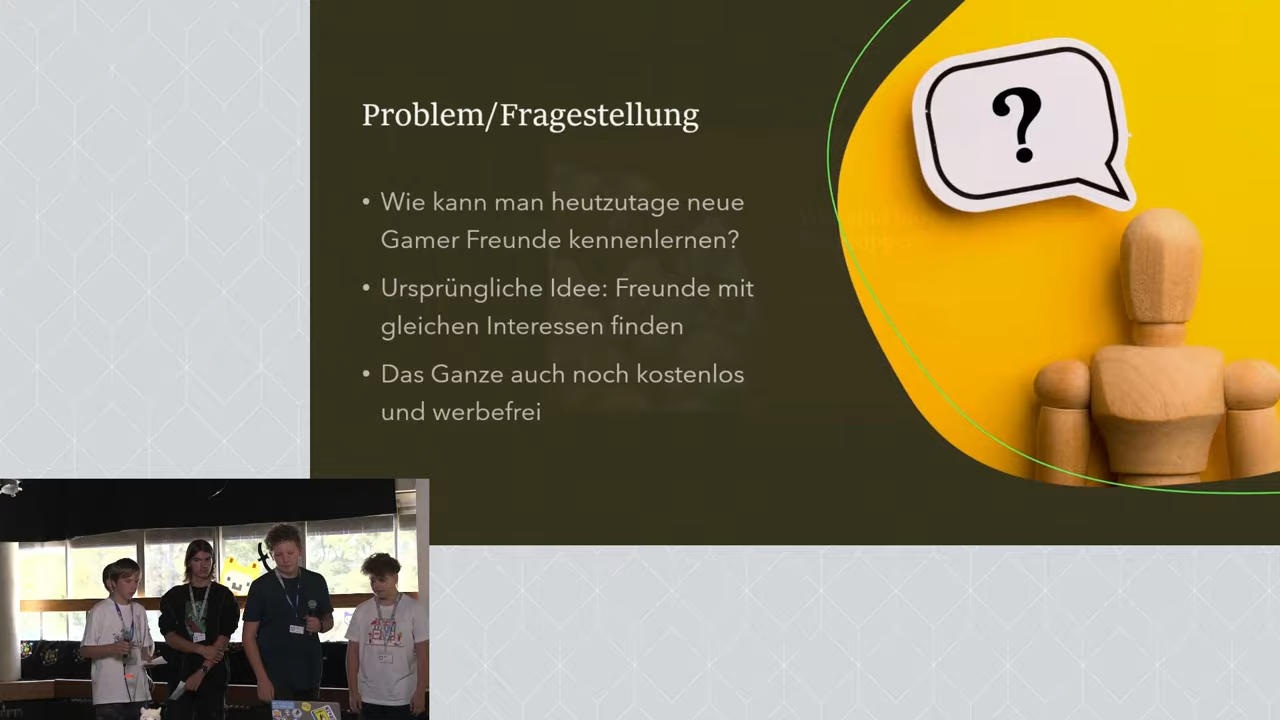 Problem/Fragestellung
• Wie kann man heutzutage neue
Gamer Freunde kennenlernen?
• Ursprüngliche Idee: Freunde mit
gleichen Interessen finden
• Das Ganze auch noch kostenlos
und werbefrei
?